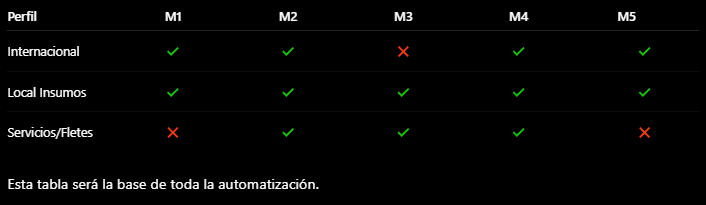 Perfil M1 M2 M3 M4 M5
Internacional ✓ ✓ ✗ ✓ ✓
Local Insumos ✓ ✓ ✓ ✓ ✓
Servicios/Fletes ✗ ✓ ✓ ✓ ✗
Esta tabla será la base de toda la automatización.